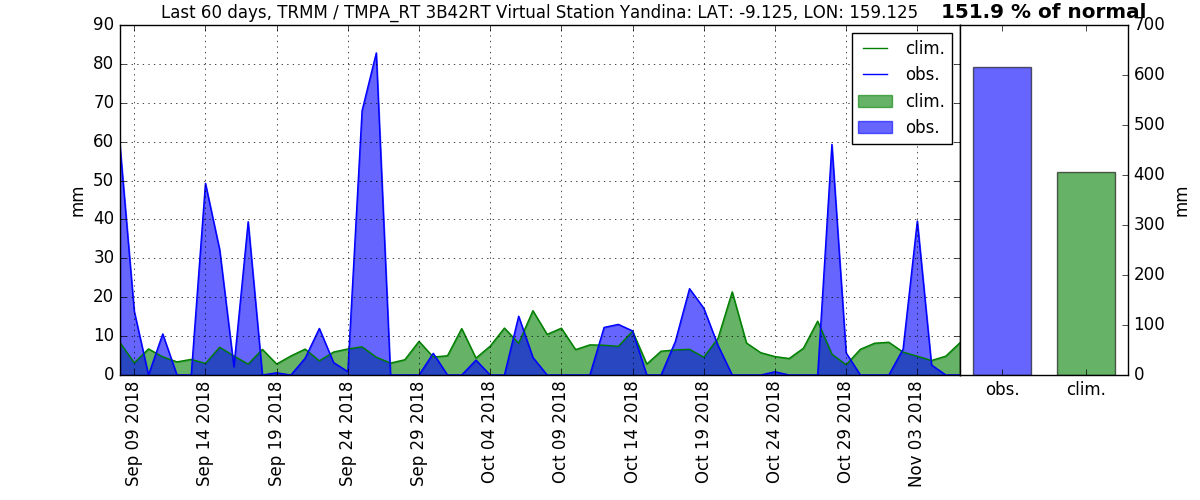 Last 60 days, TRMM / TMPA_RT 3B42RT Virtual Station Yandina: LAT: -9.125, LON: 159.125
151.9 % of normal
90
80
70
60
50
40
30
20
10
0
mm
clim.
obs.
clim.
obs.
Sep 09 2018
Sep 14 2018
Sep 19 2018
Sep 24 2018
Sep 29 2018
Oct 04 2018
Oct 09 2018
Oct 14 2018
Oct 19 2018
Oct 24 2018
Oct 29 2018
Nov 03 2018
700
600
500
400
300
200
100
0
mm
obs.
clim.